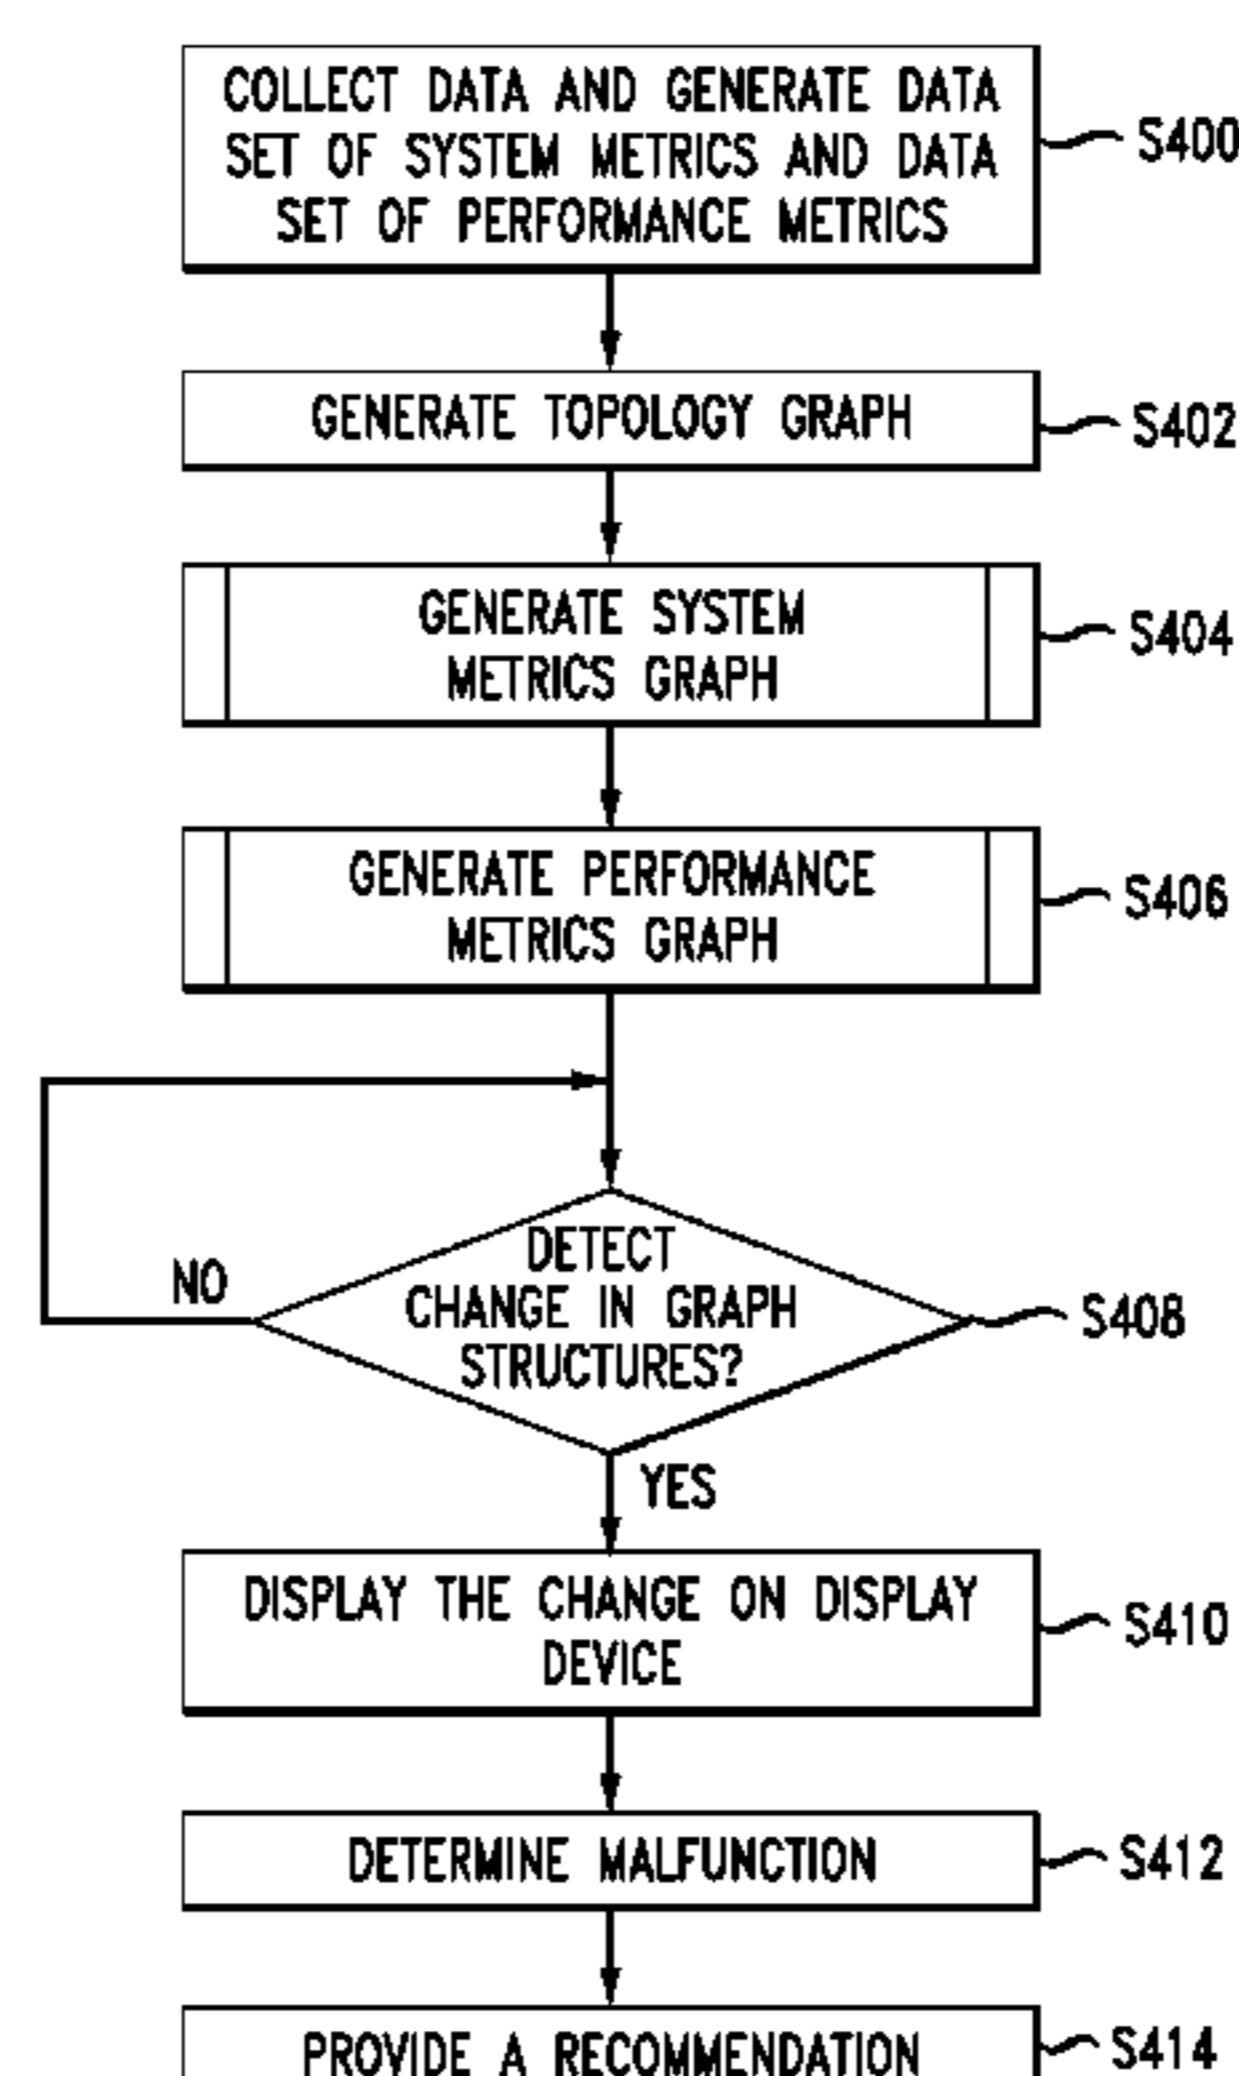 COLLECT DATA AND GENERATE DATA
SET OF SYSTEM METRICS AND DATA
SET OF PERFORMANCE METRICS
S400
GENERATE TOPOLOGY GRAPH
S402
GENERATE SYSTEM
METRICS GRAPH
S404
GENERATE PERFORMANCE
METRICS GRAPH
S406
DETECT
CHANGE IN GRAPH
STRUCTURES?
S408
NO
YES
DISPLAY THE CHANGE ON DISPLAY
DEVICE
S410
DETERMINE MALFUNCTION
S412
PROVIDE A RECOMMENDATION
S414